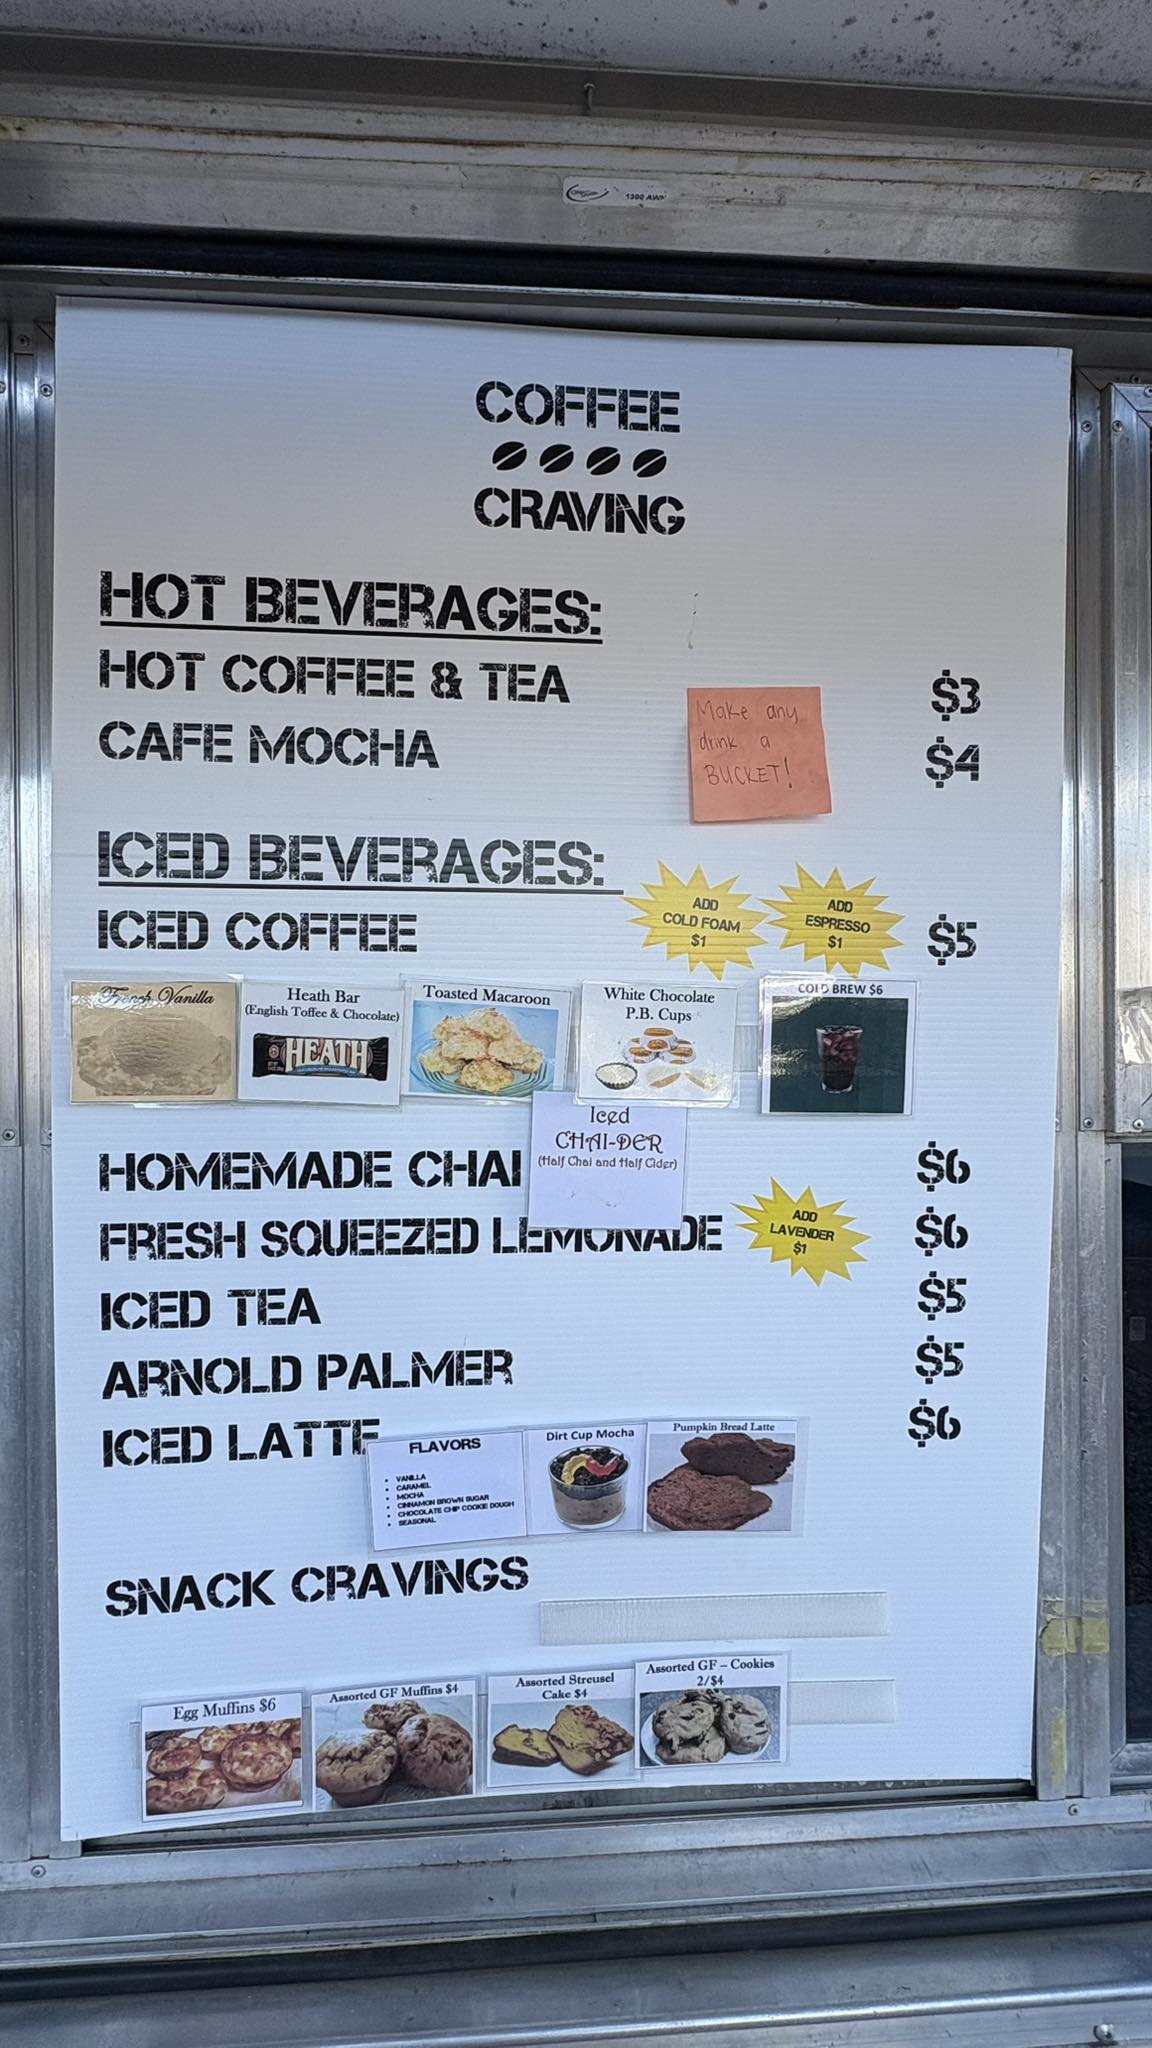 1300 AWN
COFFEE
CRAVING
HOT BEVERAGES:
HOT COFFEE & TEA $3
CAFE MOCHA $4
Make any
drink a
BUCKET!
ICED BEVERAGES:
ICED COFFEE $5
ADD
COLD FOAM
$1
ADD
ESPRESSO
$1
French Vanilla
Heath Bar
(English Toffee & Chocolate)
HEATH
Toasted Macaroon
White Chocolate
P.B. Cups
COLD BREW $6
Iced
CHAI-DER
(Half Chai and Half Cider)
HOMEMADE CHAI $6
FRESH SQUEEZED LEMONADE $6
ADD
LAVENDER
$1
ICED TEA $5
ARNOLD PALMER $5
ICED LATTE $6
FLAVORS
• VANILLA
• CARAMEL
• MOCHA
• CINNAMON BROWN SUGAR
• CHOCOLATE CHIP COOKIE DOUGH
• SEASONAL
Dirt Cup Mocha
Pumpkin Bread Latte
SNACK CRAVINGS
Egg Muffins $6
Assorted GF Muffins $4
Assorted Streusel
Cake $4
Assorted GF – Cookies
2/$4